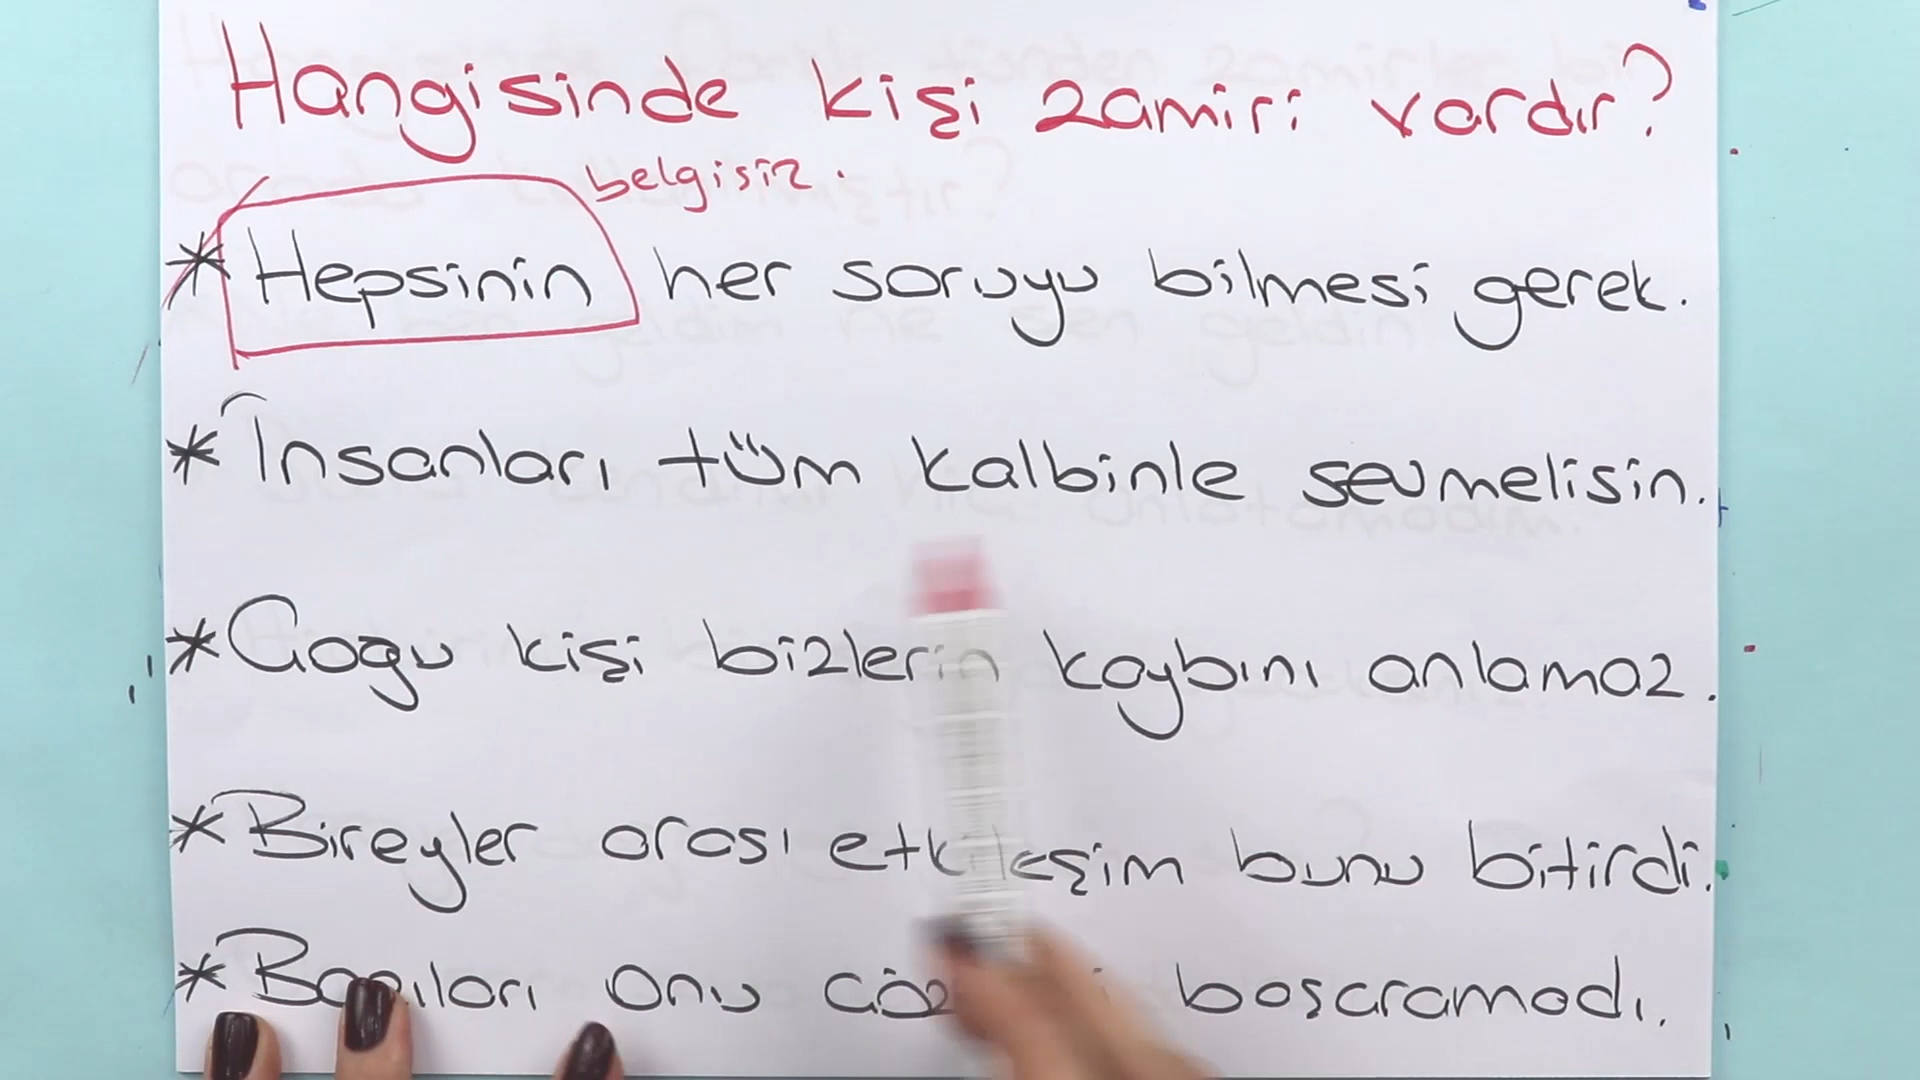 Hangisinde kişi zamiri vardır?
belgisiz.
* Hepsinin her soruyu bilmesi gerek.
* İnsanları tüm kalbinle sevmelisin.
* Çoğu kişi bizlerin kaybını anlamaz.
* Bireyler arası etkileşim bunu bitirdi.
* Bazıları onu başaramadı.